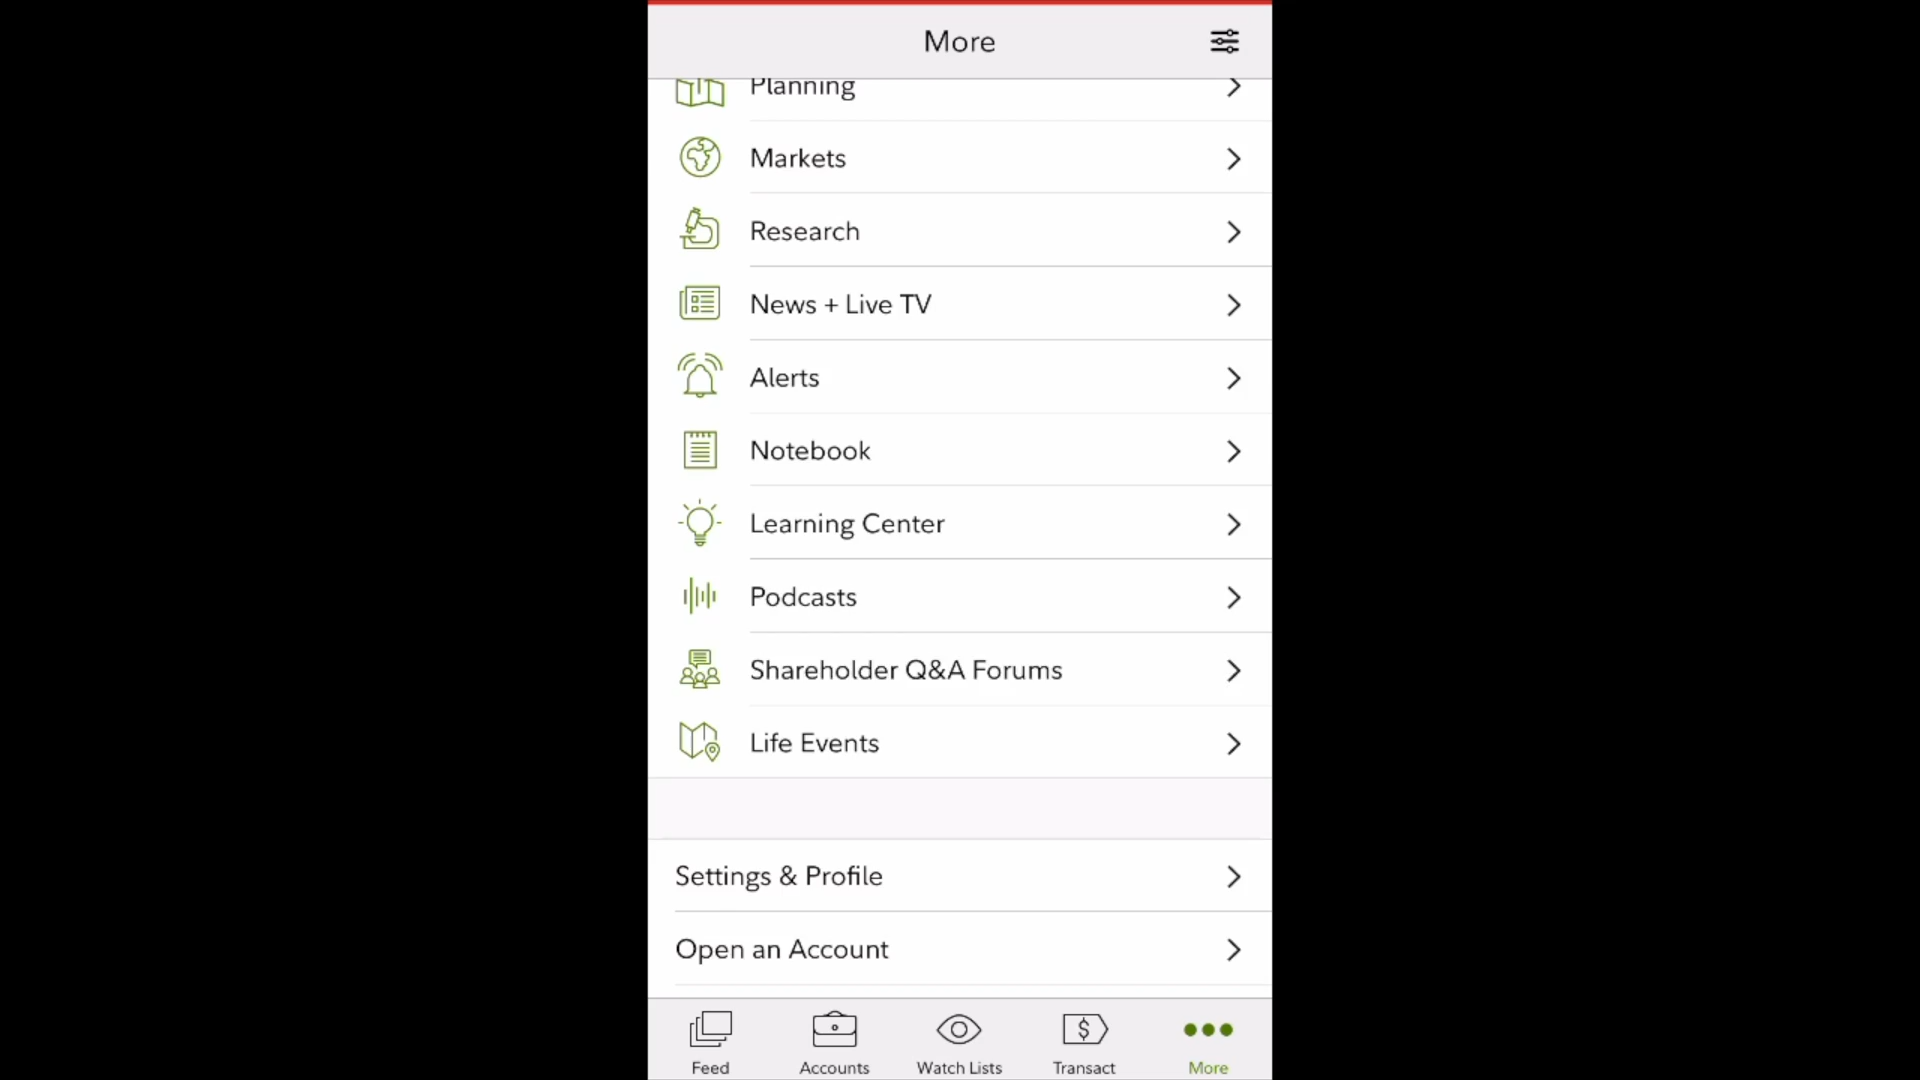 More
Planning
Markets
Research
News + Live TV
Alerts
Notebook
Learning Center
Podcasts
Shareholder Q&A Forums
Life Events
Settings & Profile
Open an Account
Feed
Accounts
Watch Lists
Transact
More